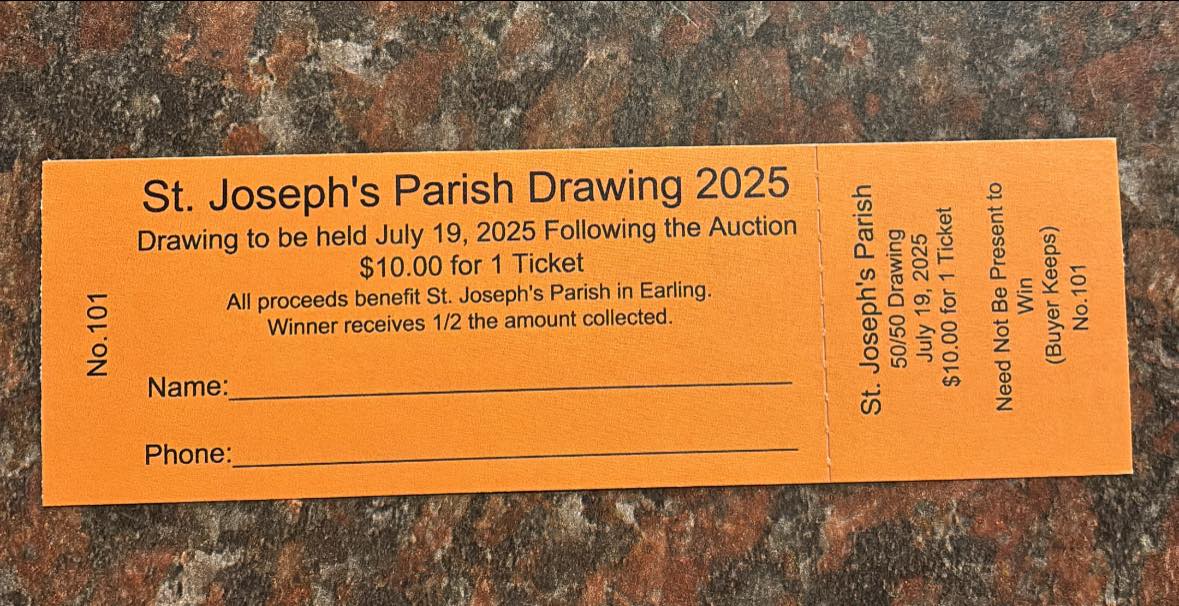 No.101
St. Joseph's Parish Drawing 2025
Drawing to be held July 19, 2025 Following the Auction
$10.00 for 1 Ticket
All proceeds benefit St. Joseph's Parish in Earling.
Winner receives 1/2 the amount collected.
Name:
Phone:
St. Joseph's Parish
50/50 Drawing
July 19, 2025
$10.00 for 1 Ticket
Need Not Be Present to
Win
(Buyer Keeps)
No.101